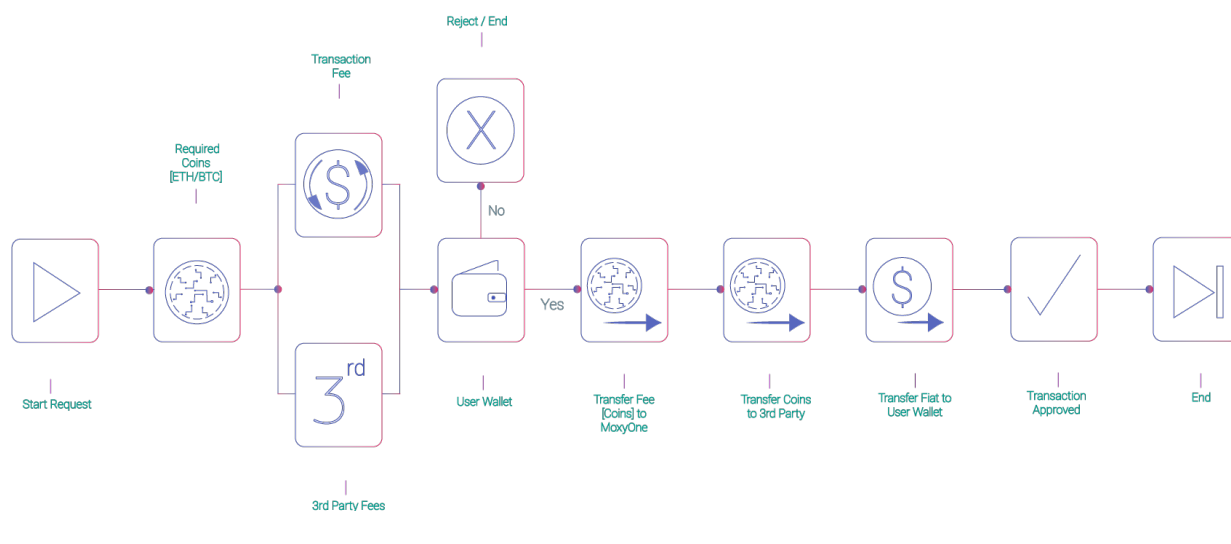 Reject / End
Transaction
Fee
X
Required
Coins
[ETH/BTC]
$
No
Yes
$
3rd
Start Request
User Wallet
Transfer Fee
[Coins] to
MoxyOne
Transfer Coins
to 3rd Party
Transfer Fiat to
User Wallet
Transaction
Approved
End
3rd Party Fees